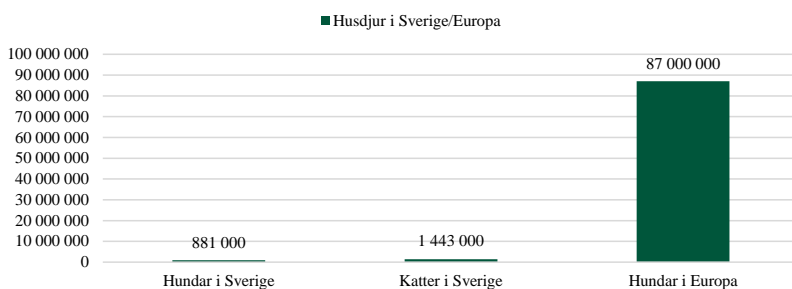 Husdjur i Sverige/Europa
100 000 000
90 000 000
80 000 000
70 000 000
60 000 000
50 000 000
40 000 000
30 000 000
20 000 000
10 000 000
0
881 000
1 443 000
87 000 000
Hundar i Sverige
Katter i Sverige
Hundar i Europa